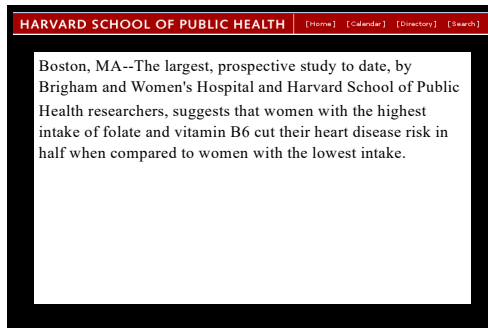 HARVARD SCHOOL OF PUBLIC HEALTH [Home] [Calendar] [Directory] [Search]
Boston, MA--The largest, prospective study to date, by
Brigham and Women's Hospital and Harvard School of Public
Health researchers, suggests that women with the highest
intake of folate and vitamin B6 cut their heart disease risk in
half when compared to women with the lowest intake.